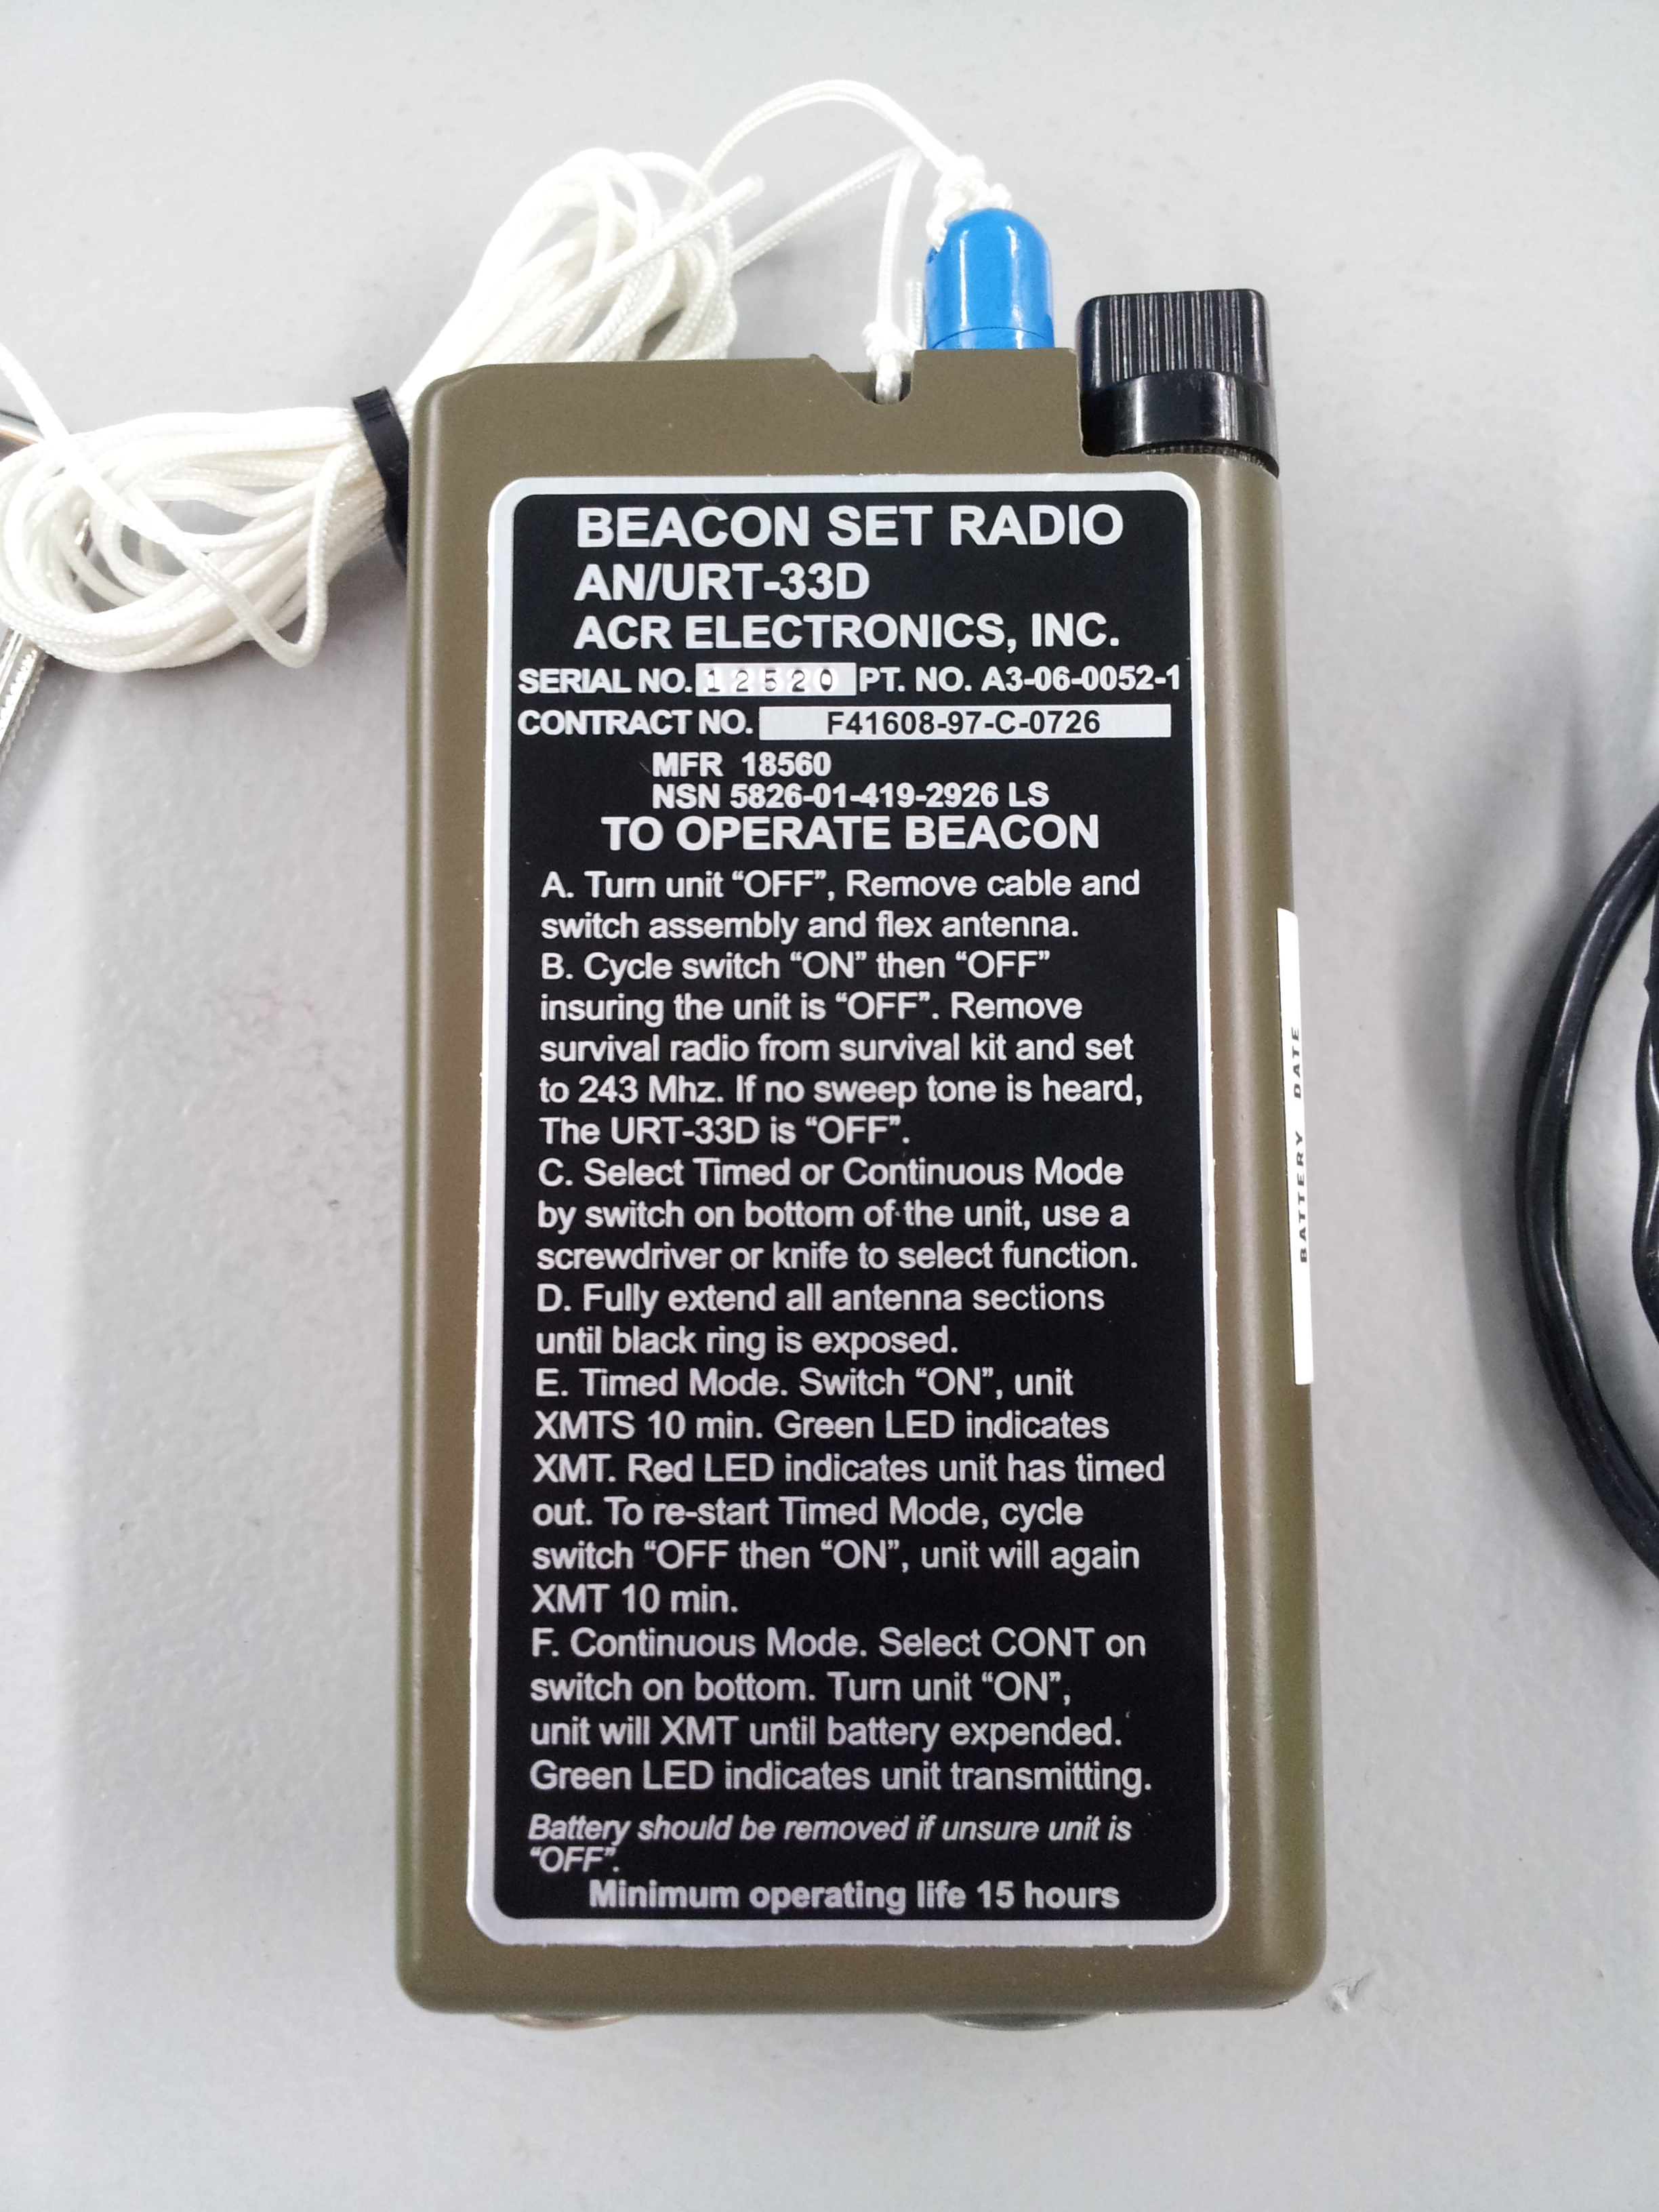 BEACON SET RADIO
AN/URT-33D
ACR ELECTRONICS, INC.
SERIAL NO. 12520 PT. NO. A3-06-0052-1
CONTRACT NO. F41608-97-C-0726
MFR 18560
NSN 5826-01-419-2926 LS
TO OPERATE BEACON
A. Turn unit “OFF”, Remove cable and
switch assembly and flex antenna.
B. Cycle switch “ON” then “OFF”
insuring the unit is “OFF”. Remove
survival radio from survival kit and set
to 243 Mhz. If no sweep tone is heard,
The URT-33D is “OFF”.
C. Select Timed or Continuous Mode
by switch on bottom of the unit, use a
screwdriver or knife to select function.
D. Fully extend all antenna sections
until black ring is exposed.
E. Timed Mode. Switch “ON”, unit
XMTS 10 min. Green LED indicates
XMT. Red LED indicates unit has timed
out. To re-start Timed Mode, cycle
switch “OFF then “ON”, unit will again
XMT 10 min.
F. Continuous Mode. Select CONT on
switch on bottom. Turn unit “ON”,
unit will XMT until battery expended.
Green LED indicates unit transmitting.
Battery should be removed if unsure unit is
“OFF”.
Minimum operating life 15 hours
BATTERY DATE